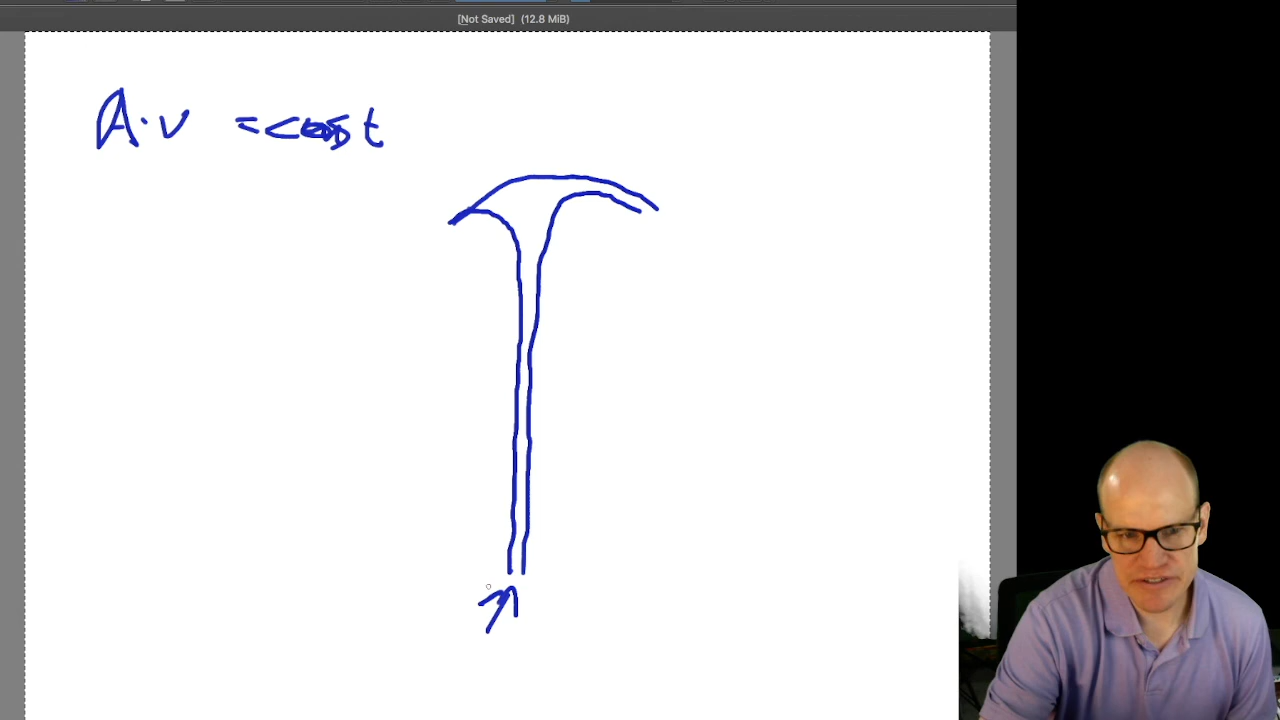 [Not Saved] (12.8 MiB)
A·v = const